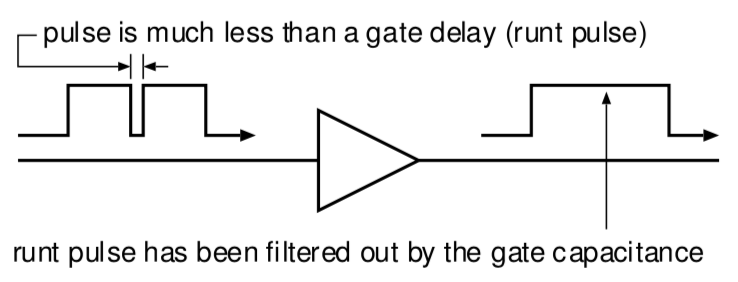 pulse is much less than a gate delay (runt pulse)
runt pulse has been filtered out by the gate capacitance